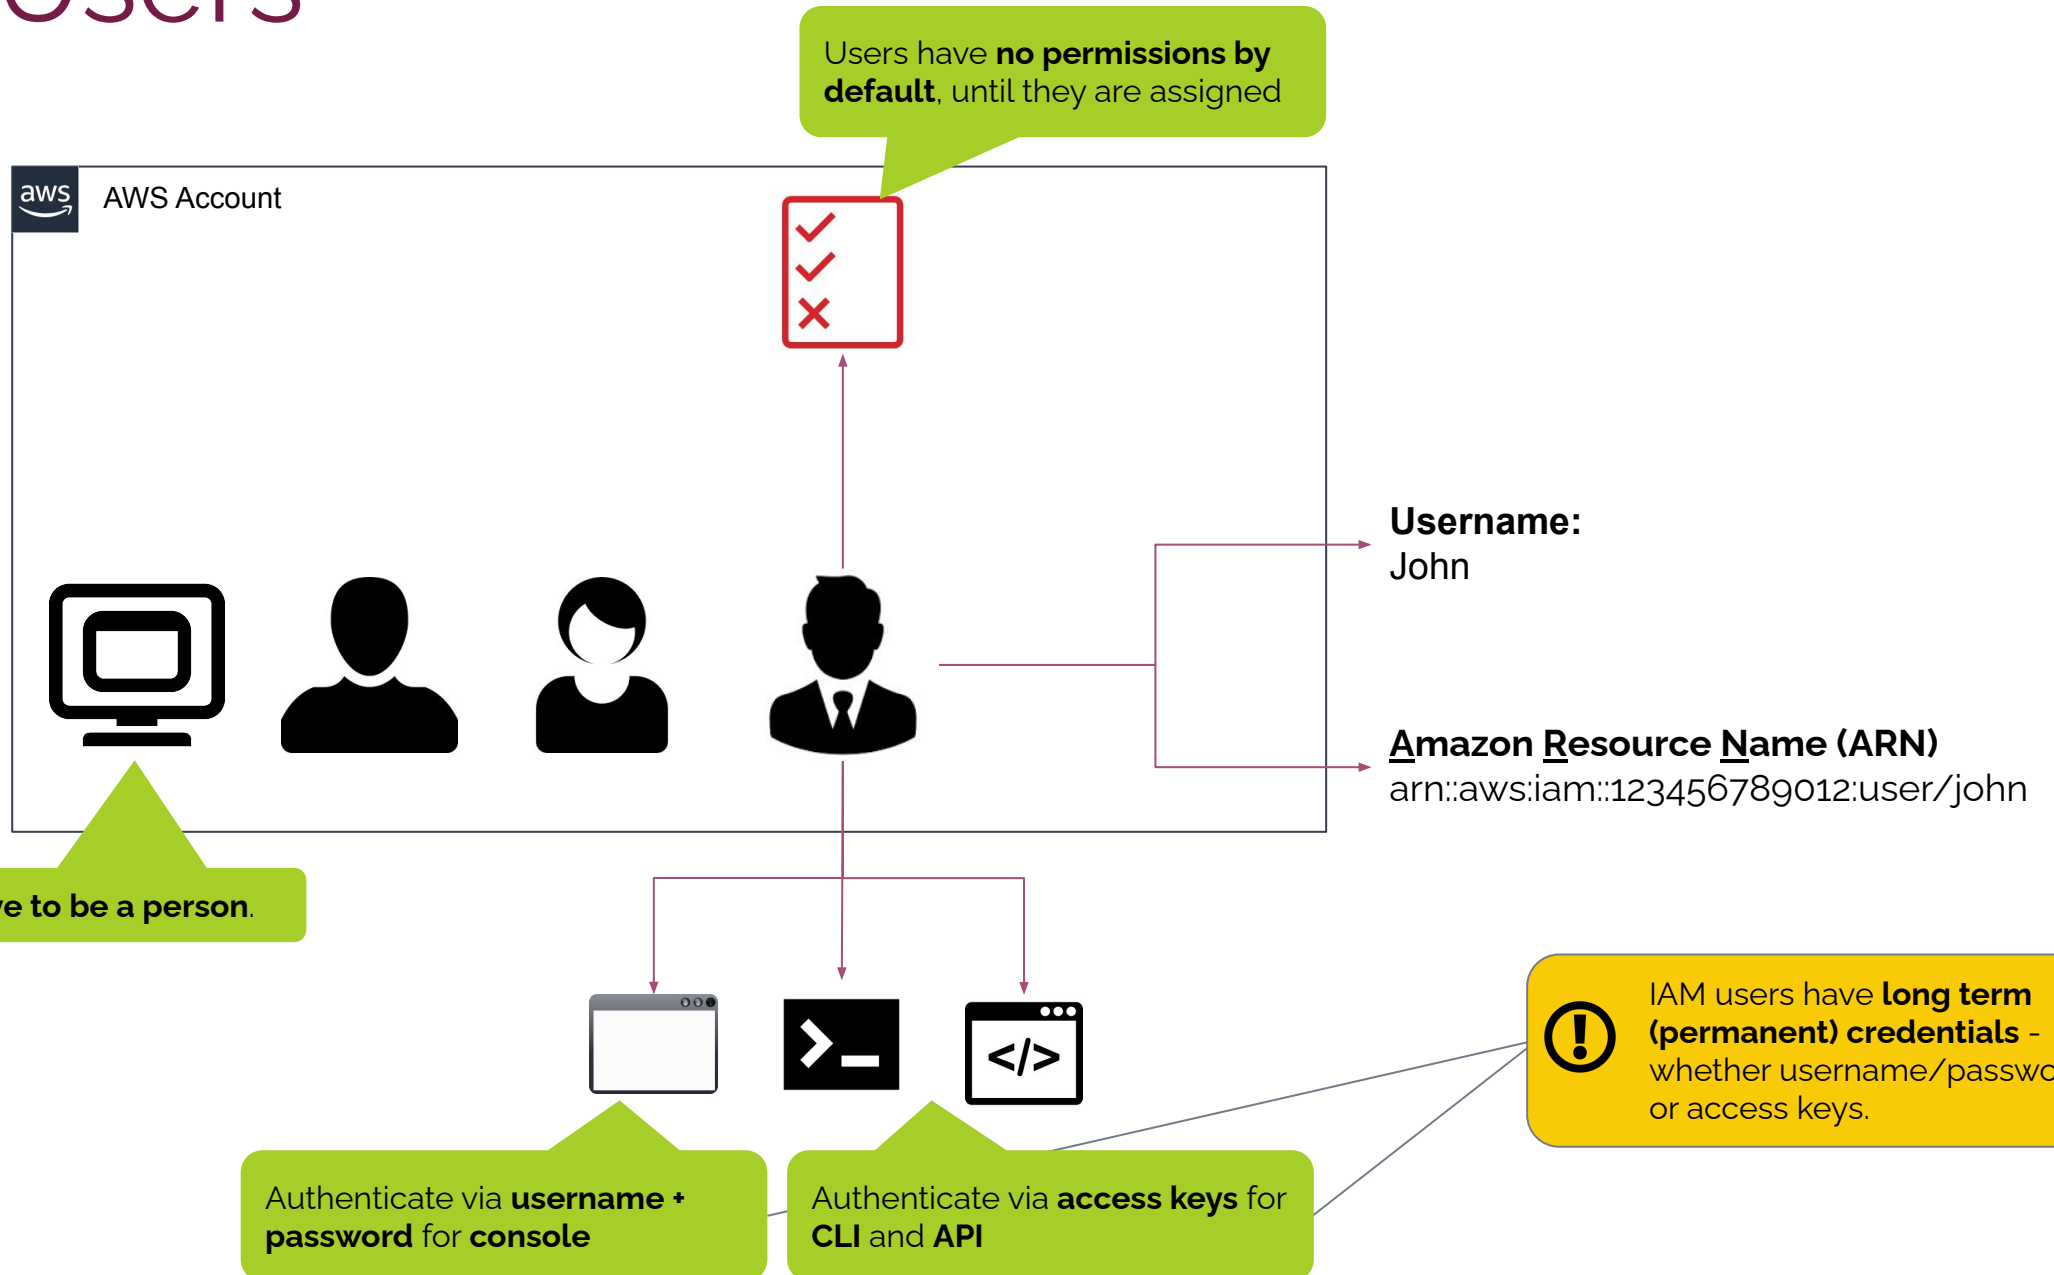 Users
Users have no permissions by
default, until they are assigned
aws
AWS Account
Username:
John
Amazon Resource Name (ARN)
arn::aws:iam::123456789012:user/john
to be a person.
IAM users have long term
(permanent) credentials -
whether username/passwo
or access keys.
Authenticate via username +
password for console
Authenticate via access keys for
CLI and API